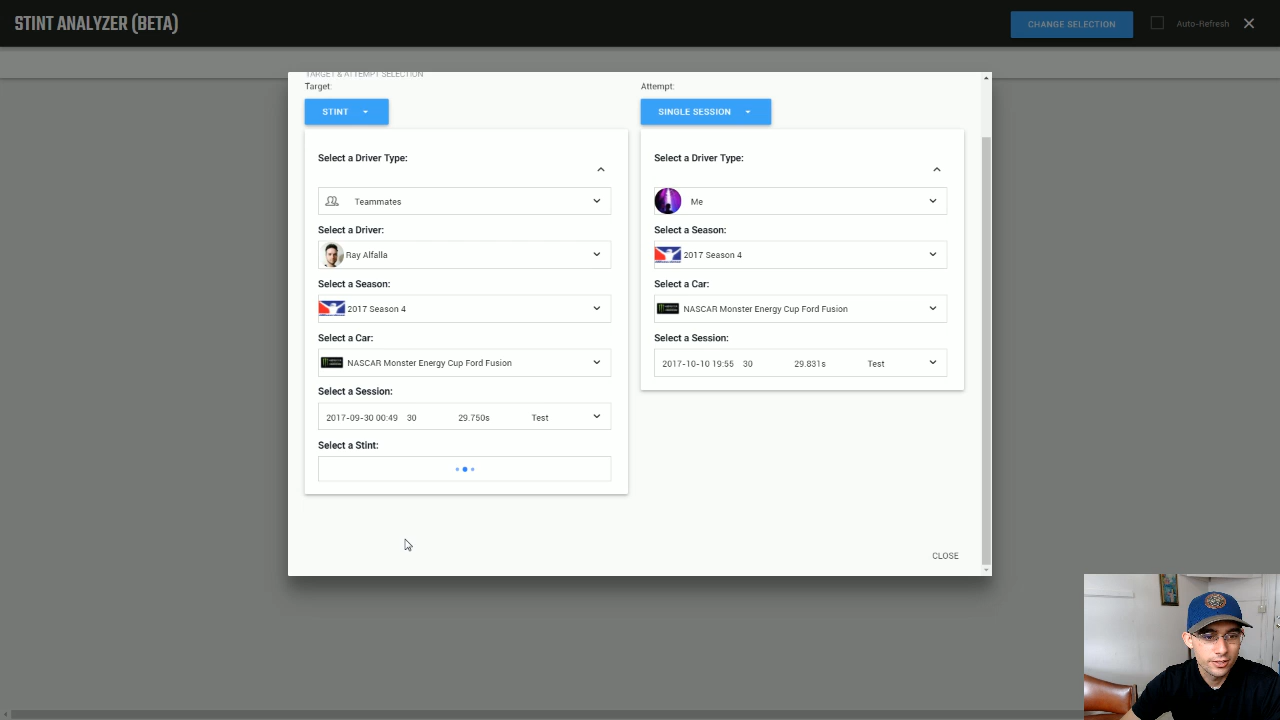 STINT ANALYZER (BETA)
CHANGE SELECTION
Auto-Refresh
TARGET & ATTEMPT SELECTION
Target:
STINT
Select a Driver Type:
Teammates
Select a Driver:
Ray Alfalla
Select a Season:
2017 Season 4
Select a Car:
NASCAR Monster Energy Cup Ford Fusion
Select a Session:
2017-09-30 00:49 30 29.750s Test
Select a Stint:
Attempt:
SINGLE SESSION
Select a Driver Type:
Me
Select a Season:
2017 Season 4
Select a Car:
NASCAR Monster Energy Cup Ford Fusion
Select a Session:
2017-10-10 19:55 30 29.831s Test
CLOSE